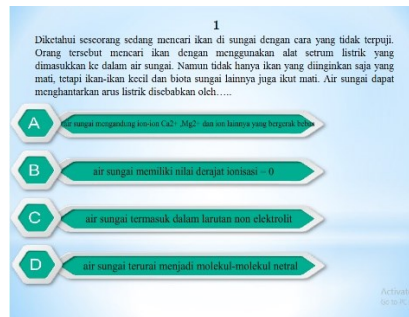 1
Diketahui seseorang sedang mencari ikan di sungai dengan cara yang tidak terpuji.
Orang tersebut mencari ikan dengan menggunakan alat setrum listrik yang
dimasukkan ke dalam air sungai. Namun tidak hanya ikan yang diinginkan saja yang
mati, tetapi ikan-ikan kecil dan biota sungai lainnya juga ikut mati. Air sungai dapat
menghantarkan arus listrik disebabkan oleh…..
A
air sungai mengandung ion-ion Ca2+ ,Mg2+ dan ion lainnya yang bergerak bebas
B
air sungai memiliki nilai derajat ionisasi = 0
C
air sungai termasuk dalam larutan non elektrolit
D
air sungai terurai menjadi molekul-molekul netral